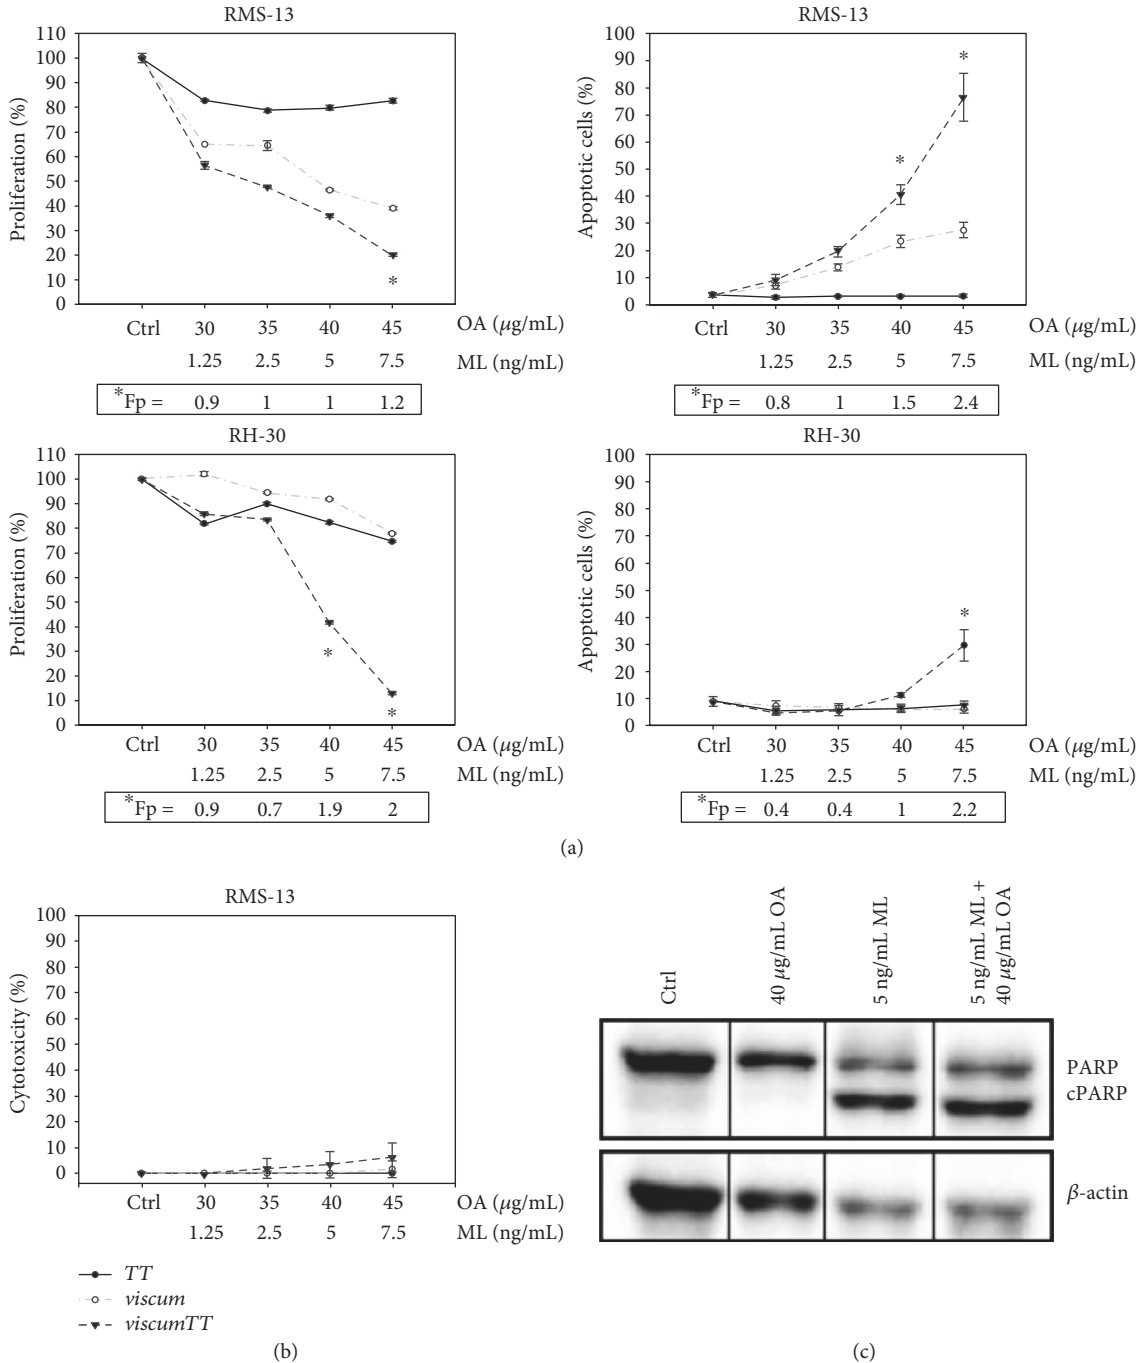 RMS-13
110
100
90
80
70
60
50
40
30
20
10
0
Proliferation (%)
Ctrl 30 35 40 45 OA (μg/mL)
1.25 2.5 5 7.5 ML (ng/mL)
*
*Fp = 0.9 1 1 1.2
RMS-13
100
90
80
70
60
50
40
30
20
10
0
Apoptotic cells (%)
* *
Ctrl 30 35 40 45 OA (μg/mL)
1.25 2.5 5 7.5 ML (ng/mL)
*Fp = 0.8 1 1.5 2.4
RH-30
110
100
90
80
70
60
50
40
30
20
10
0
Proliferation (%)
* *
Ctrl 30 35 40 45 OA (μg/mL)
1.25 2.5 5 7.5 ML (ng/mL)
*Fp = 0.9 0.7 1.9 2
RH-30
100
90
80
70
60
50
40
30
20
10
0
Apoptotic cells (%)
*
Ctrl 30 35 40 45 OA (μg/mL)
1.25 2.5 5 7.5 ML (ng/mL)
*Fp = 0.4 0.4 1 2.2
(a)
RMS-13
100
90
80
70
60
50
40
30
20
10
0
Cytotoxicity (%)
Ctrl 30 35 40 45 OA (μg/mL)
1.25 2.5 5 7.5 ML (ng/mL)
TT
viscum
viscumTT
(b)
Ctrl
40 μg/mL OA
5 ng/mL ML
5 ng/mL ML +
40 μg/mL OA
PARP
cPARP
β-actin
(c)